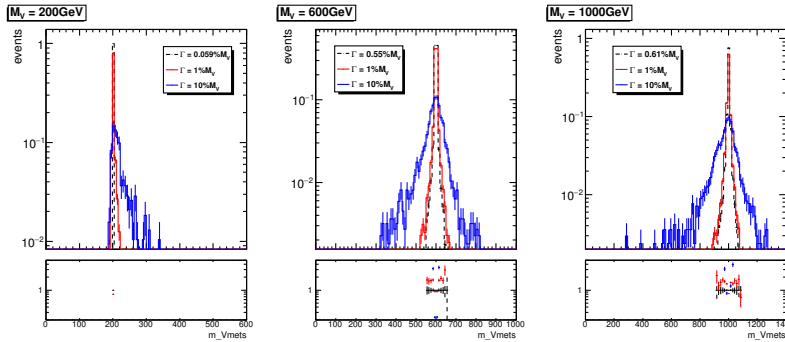 M_V = 200GeV
events
Γ = 0.059%M_V
Γ = 1%M_V
Γ = 10%M_V
1
10⁻¹
10⁻²
1
0 100 200 300 400 500 600
m_Vmets
M_V = 600GeV
events
Γ = 0.55%M_V
Γ = 1%M_V
Γ = 10%M_V
10⁻¹
10⁻²
1
0 100 200 300 400 500 600 700 800 900 1000
m_Vmets
M_V = 1000GeV
events
Γ = 0.61%M_V
Γ = 1%M_V
Γ = 10%M_V
1
10⁻¹
10⁻²
1
0 200 400 600 800 1000 1200
m_Vmets